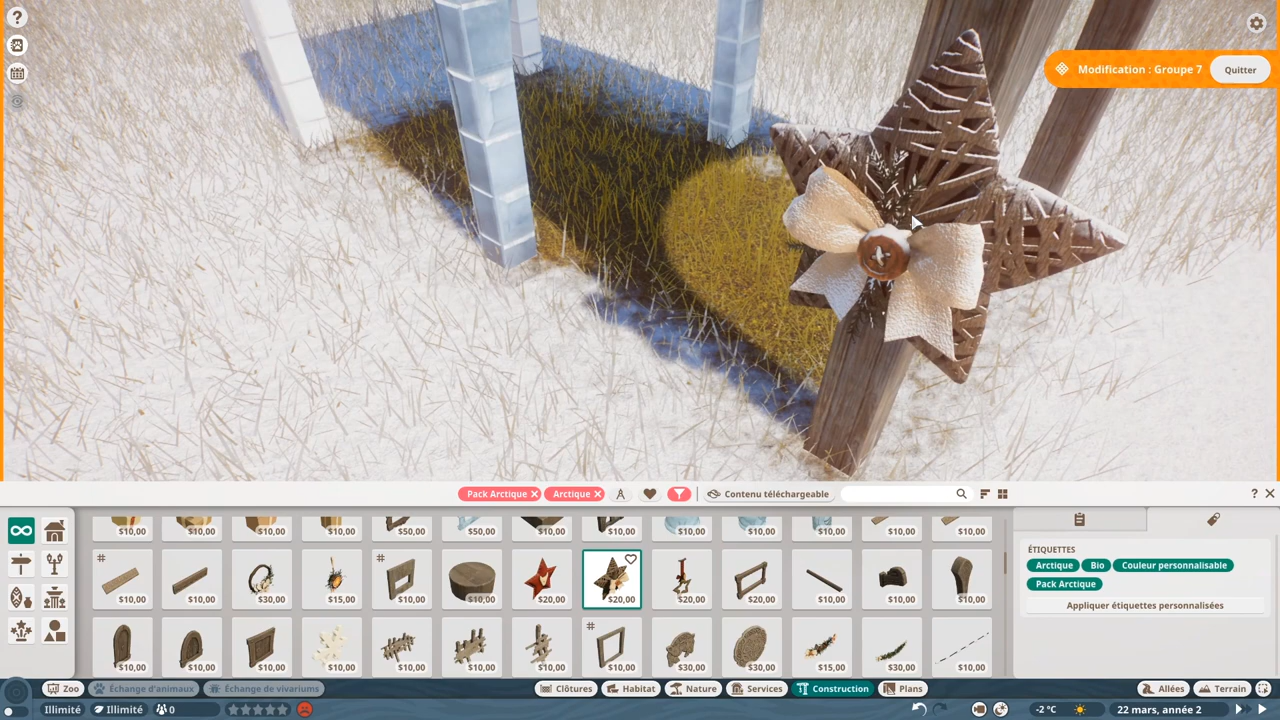 ?
Modification : Groupe 7
Quitter
Pack Arctique ✕
Arctique ✕
Contenu téléchargeable
? ✕
$10,00 $10,00 $10,00 $10,00 $50,00 $50,00 $10,00 $10,00 $10,00 $10,00 $10,00 $10,00 $10,00
# $10,00 $10,00 $30,00 $15,00 # $10,00 $10,00 $20,00 $20,00 $20,00 $20,00 $10,00 $10,00 $10,00
$10,00 $10,00 $10,00 $10,00 $10,00 $10,00 $10,00 # $10,00 $30,00 $30,00 $15,00 $30,00 $10,00
ÉTIQUETTES
Arctique Bio Couleur personnalisable
Pack Arctique
Appliquer étiquettes personnalisées
Zoo Échange d'animaux Échange de vivariums Clôtures Habitat Nature Services Construction Plans Allées Terrain
Illimité Illimité 0 -2 °C 22 mars, année 2